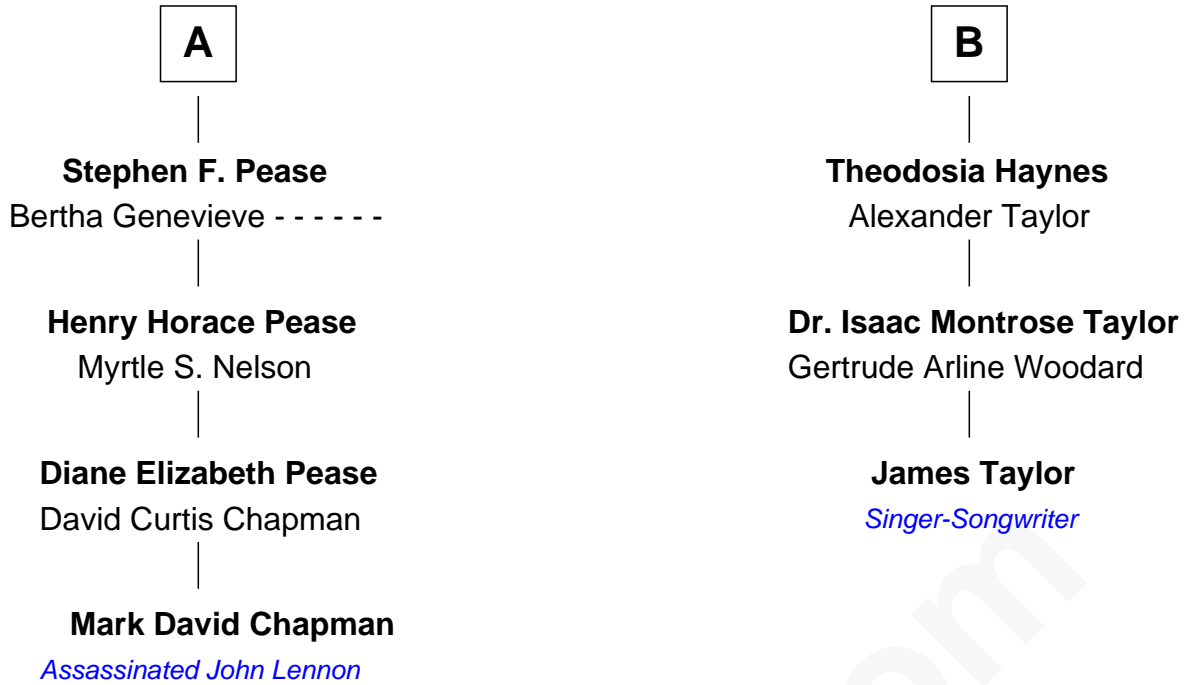 A
Stephen F. Pease
Bertha Genevieve - - - - - -
Henry Horace Pease
Myrtle S. Nelson
Diane Elizabeth Pease
David Curtis Chapman
Mark David Chapman
Assassinated John Lennon
B
Theodosia Haynes
Alexander Taylor
Dr. Isaac Montrose Taylor
Gertrude Arline Woodard
James Taylor
Singer-Songwriter
om